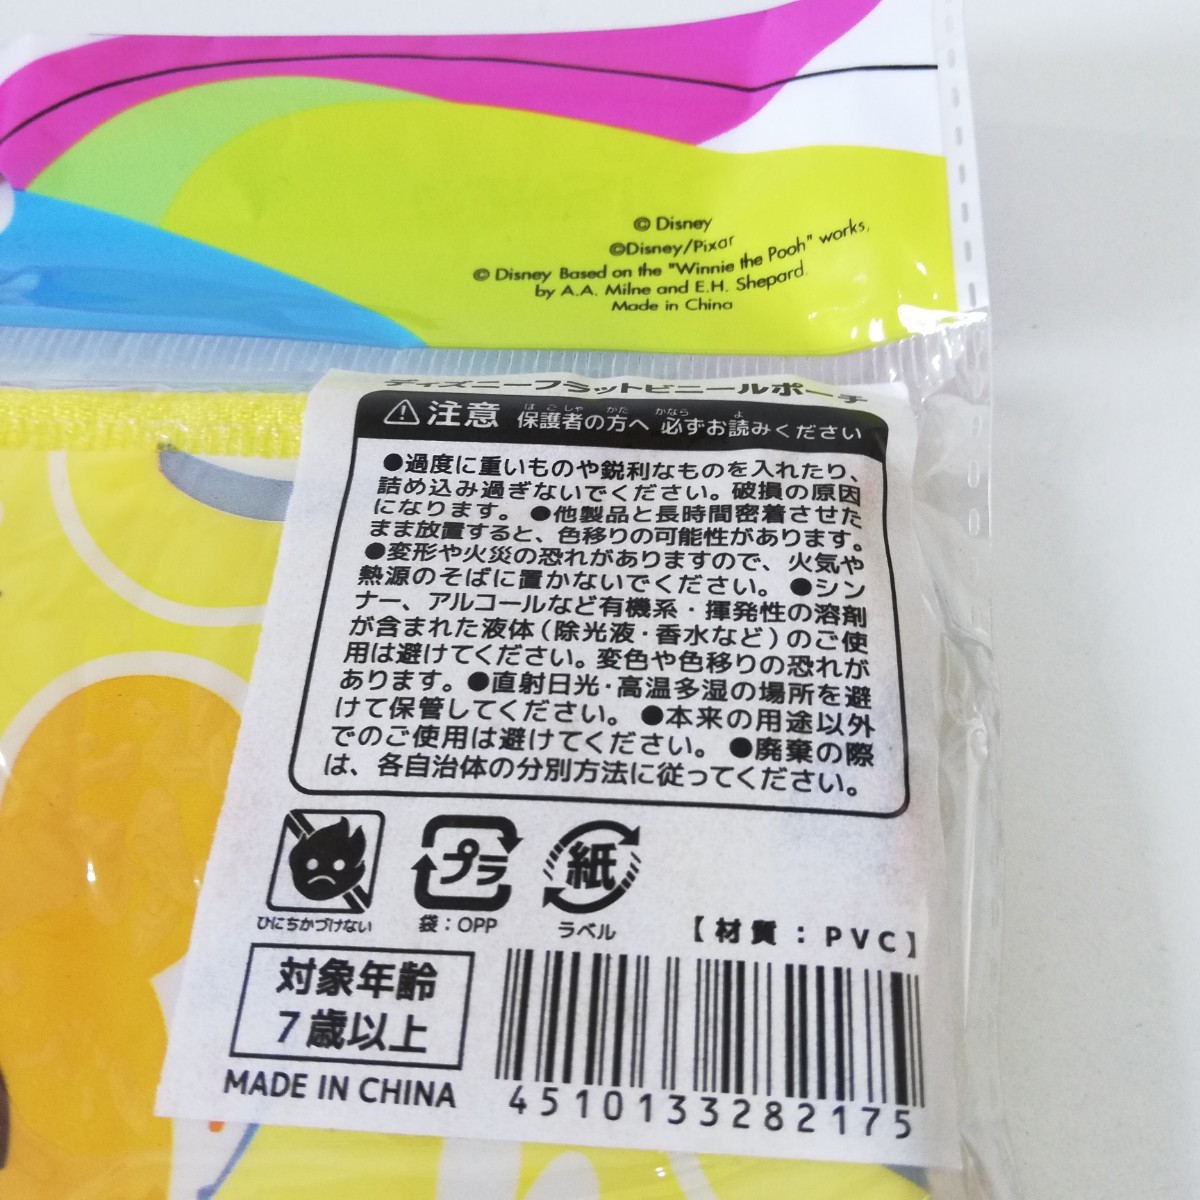 © Disney
©Disney/Pixar
© Disney Based on the "Winnie the Pooh" works,
by A.A. Milne and E.H. Shepard.
Made in China
ディズニーフラットビニールポーチ
注意 保護者の方へ 必ずお読みください
ほごしゃ かた かなら よ
●過度に重いものや鋭利なものを入れたり、
詰め込み過ぎないでください。破損の原因
になります。●他製品と長時間密着させた
まま放置すると、色移りの可能性があります。
●変形や火災の恐れがありますので、火気や
熱源のそばに置かないでください。●シン
ナー、アルコールなど有機系・揮発性の溶剤
が含まれた液体(除光液・香水など)のご使
用は避けてください。変色や色移りの恐れが
あります。●直射日光・高温多湿の場所を避
けて保管してください。●本来の用途以外
でのご使用は避けてください。●廃棄の際
は、各自治体の分別方法に従ってください。
プラ
紙
ひにちかづけない
袋：OPP
ラベル
【材質：PVC】
対象年齢
7歳以上
MADE IN CHINA
4510133282175